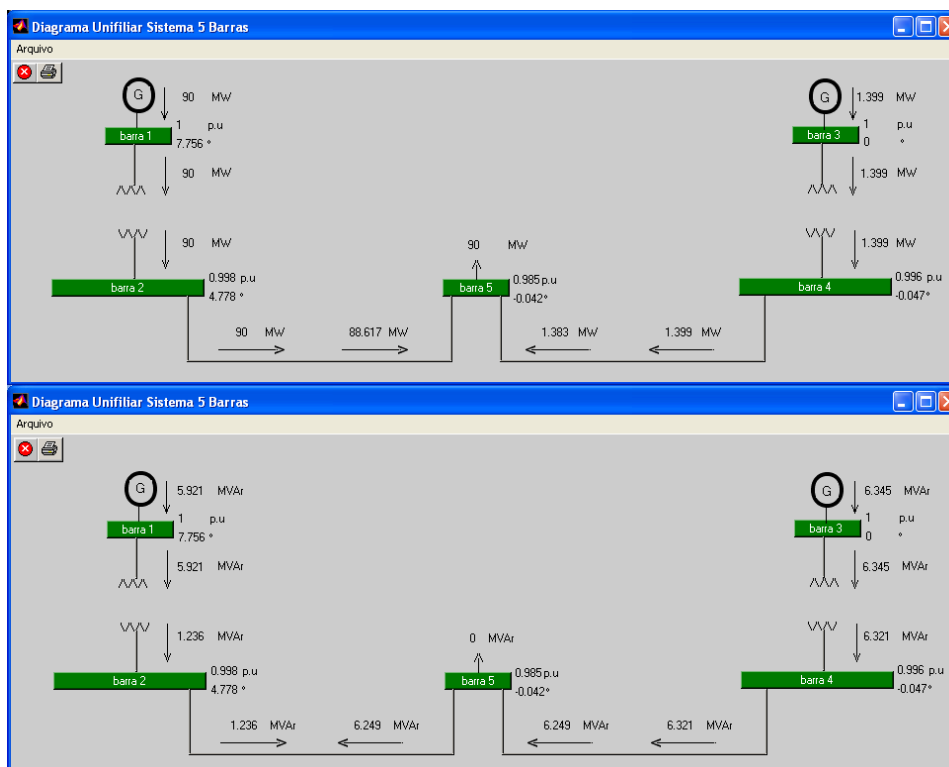 Diagrama Unifiliar Sistema 5 Barras
Arquivo
G 90 MW G 1.399 MW
barra 1 1 p.u barra 3 1 p.u
7.756 ° 0 °
90 MW 1.399 MW
90 MW 90 MW 1.399 MW
barra 2 0.998 p.u barra 5 0.985 p.u barra 4 0.996 p.u
4.778 ° -0.042° -0.047°
90 MW 88.617 MW 1.383 MW 1.399 MW
Diagrama Unifiliar Sistema 5 Barras
Arquivo
G 5.921 MVAr G 6.345 MVAr
barra 1 1 p.u barra 3 1 p.u
7.756 ° 0 °
5.921 MVAr 6.345 MVAr
1.236 MVAr 0 MVAr 6.321 MVAr
barra 2 0.998 p.u barra 5 0.985 p.u barra 4 0.996 p.u
4.778 ° -0.042° -0.047°
1.236 MVAr 6.249 MVAr 6.249 MVAr 6.321 MVAr